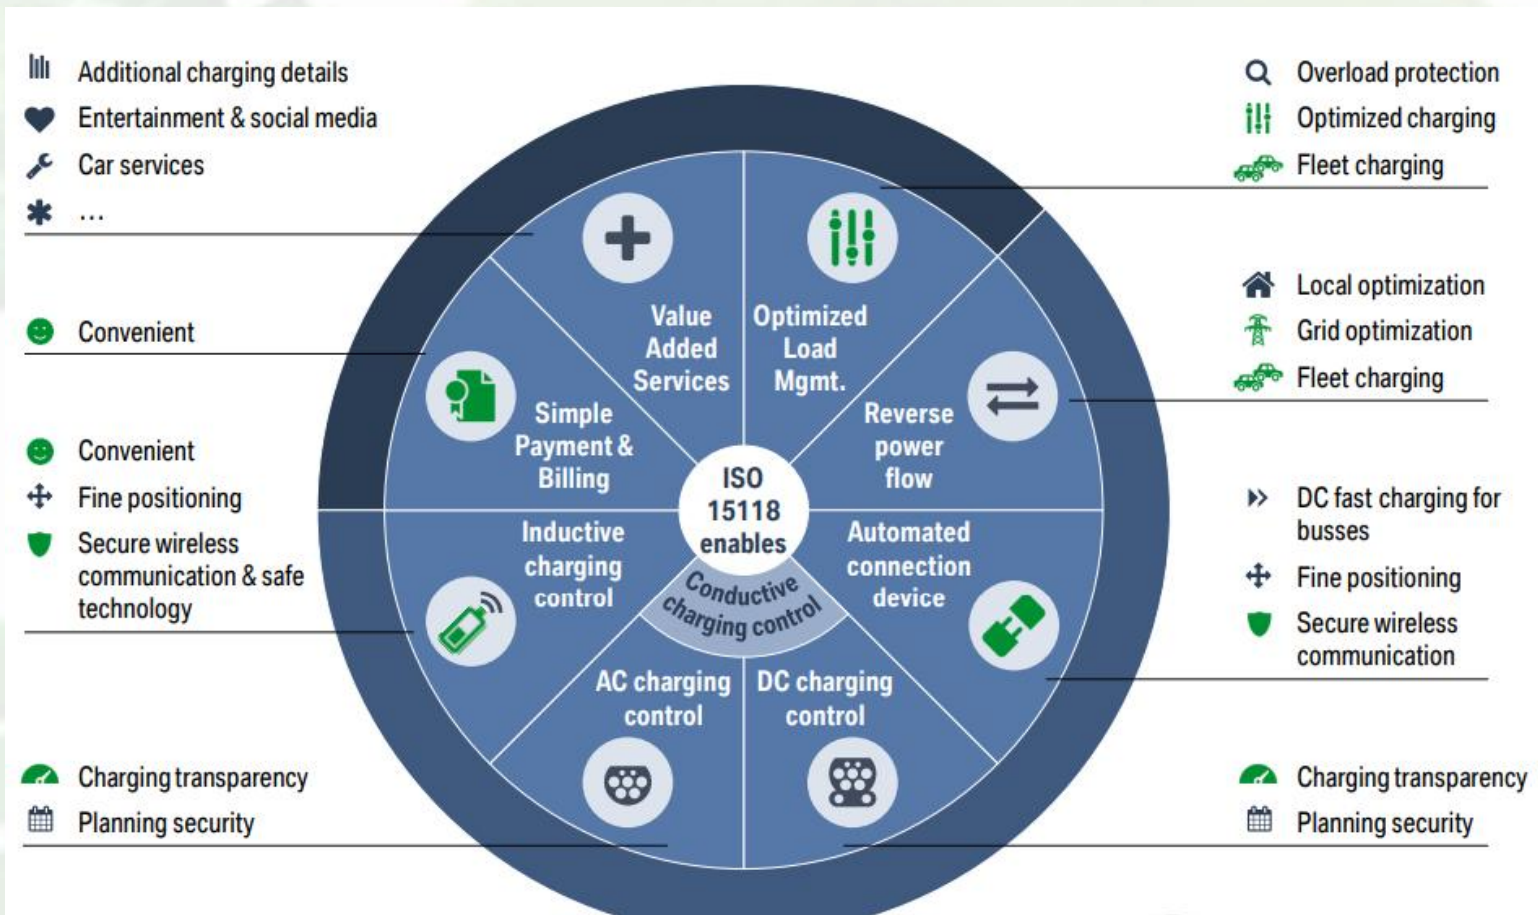 Additional charging details
Entertainment & social media
Car services
...
Convenient
Convenient
Fine positioning
Secure wireless
communication & safe
technology
Charging transparency
Planning security
Value
Added
Services
Optimized
Load
Mgmt.
Simple
Payment &
Billing
Reverse
power
flow
ISO
15118
enables
Inductive
charging
control
Automated
connection
device
Conductive
charging control
AC charging
control
DC charging
control
Overload protection
Optimized charging
Fleet charging
Local optimization
Grid optimization
Fleet charging
DC fast charging for
busses
Fine positioning
Secure wireless
communication
Charging transparency
Planning security